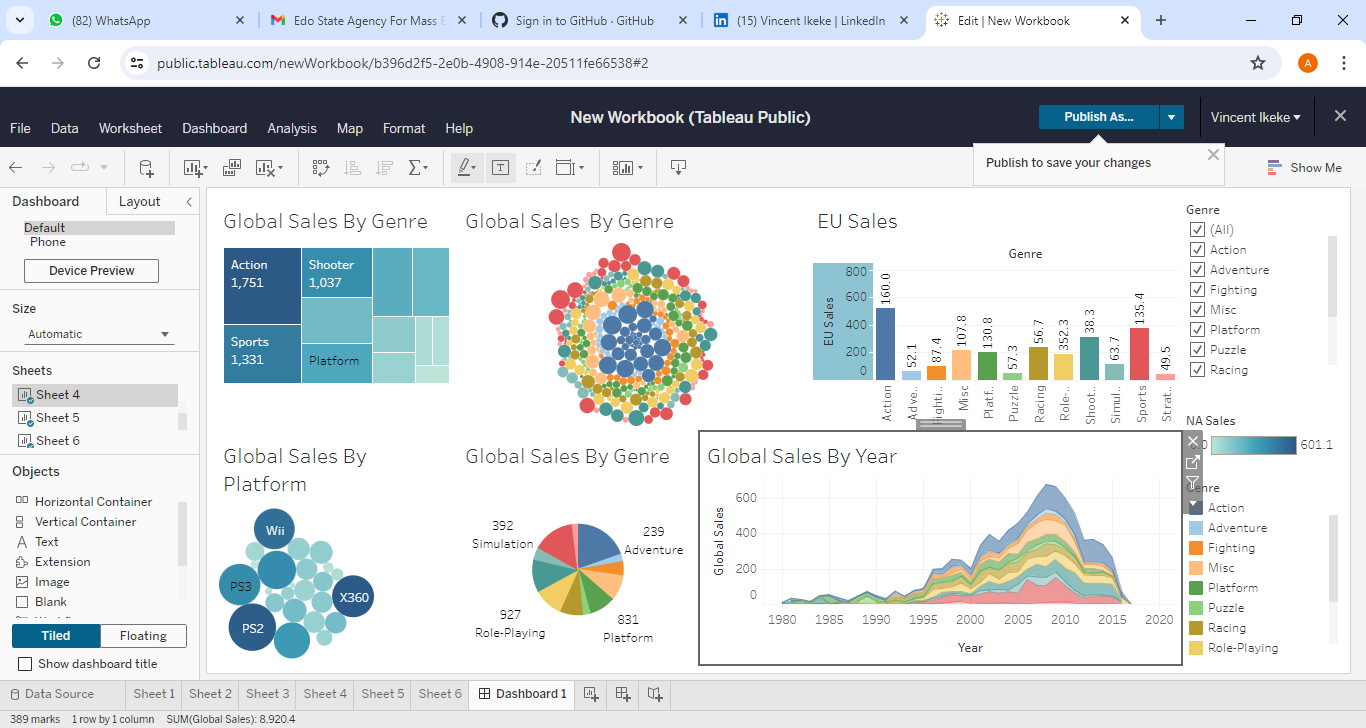 (82) WhatsApp
Edo State Agency For Mass E
Sign in to GitHub · GitHub
(15) Vincent Ikeke | LinkedIn
Edit | New Workbook
public.tableau.com/newWorkbook/b396d2f5-2e0b-4908-914e-20511fe66538#2
A
New Workbook (Tableau Public)
Publish As...
Vincent Ikeke
File Data Worksheet Dashboard Analysis Map Format Help
Publish to save your changes
Show Me
Dashboard
Layout
Default
Phone
Device Preview
Size
Automatic
Sheets
Sheet 4
Sheet 5
Sheet 6
Objects
Horizontal Container
Vertical Container
Text
Extension
Image
Blank
Tiled
Floating
Show dashboard title
Global Sales By Genre
Action
1,751
Shooter
1,037
Sports
1,331
Platform
Global Sales By Genre
EU Sales
Genre
EU Sales
800
600
400
200
0
160.0
52.1
87.4
107.8
130.8
57.3
56.7
352.3
38.3
63.7
135.4
49.5
Action
Adve..
Fighti..
Misc
Platf..
Puzzle
Racing
Role-..
Shoot..
Simul..
Sports
Strat..
Genre
(All)
Action
Adventure
Fighting
Misc
Platform
Puzzle
Racing
NA Sales
601.1
Global Sales By
Platform
Wii
PS3
X360
PS2
Global Sales By Genre
392
Simulation
239
Adventure
927
Role-Playing
831
Platform
Global Sales By Year
Global Sales
600
400
200
0
1980 1985 1990 1995 2000 2005 2010 2015 2020
Year
Genre
Action
Adventure
Fighting
Misc
Platform
Puzzle
Racing
Role-Playing
Data Source
Sheet 1
Sheet 2
Sheet 3
Sheet 4
Sheet 5
Sheet 6
Dashboard 1
389 marks 1 row by 1 column SUM(Global Sales): 8,920.4